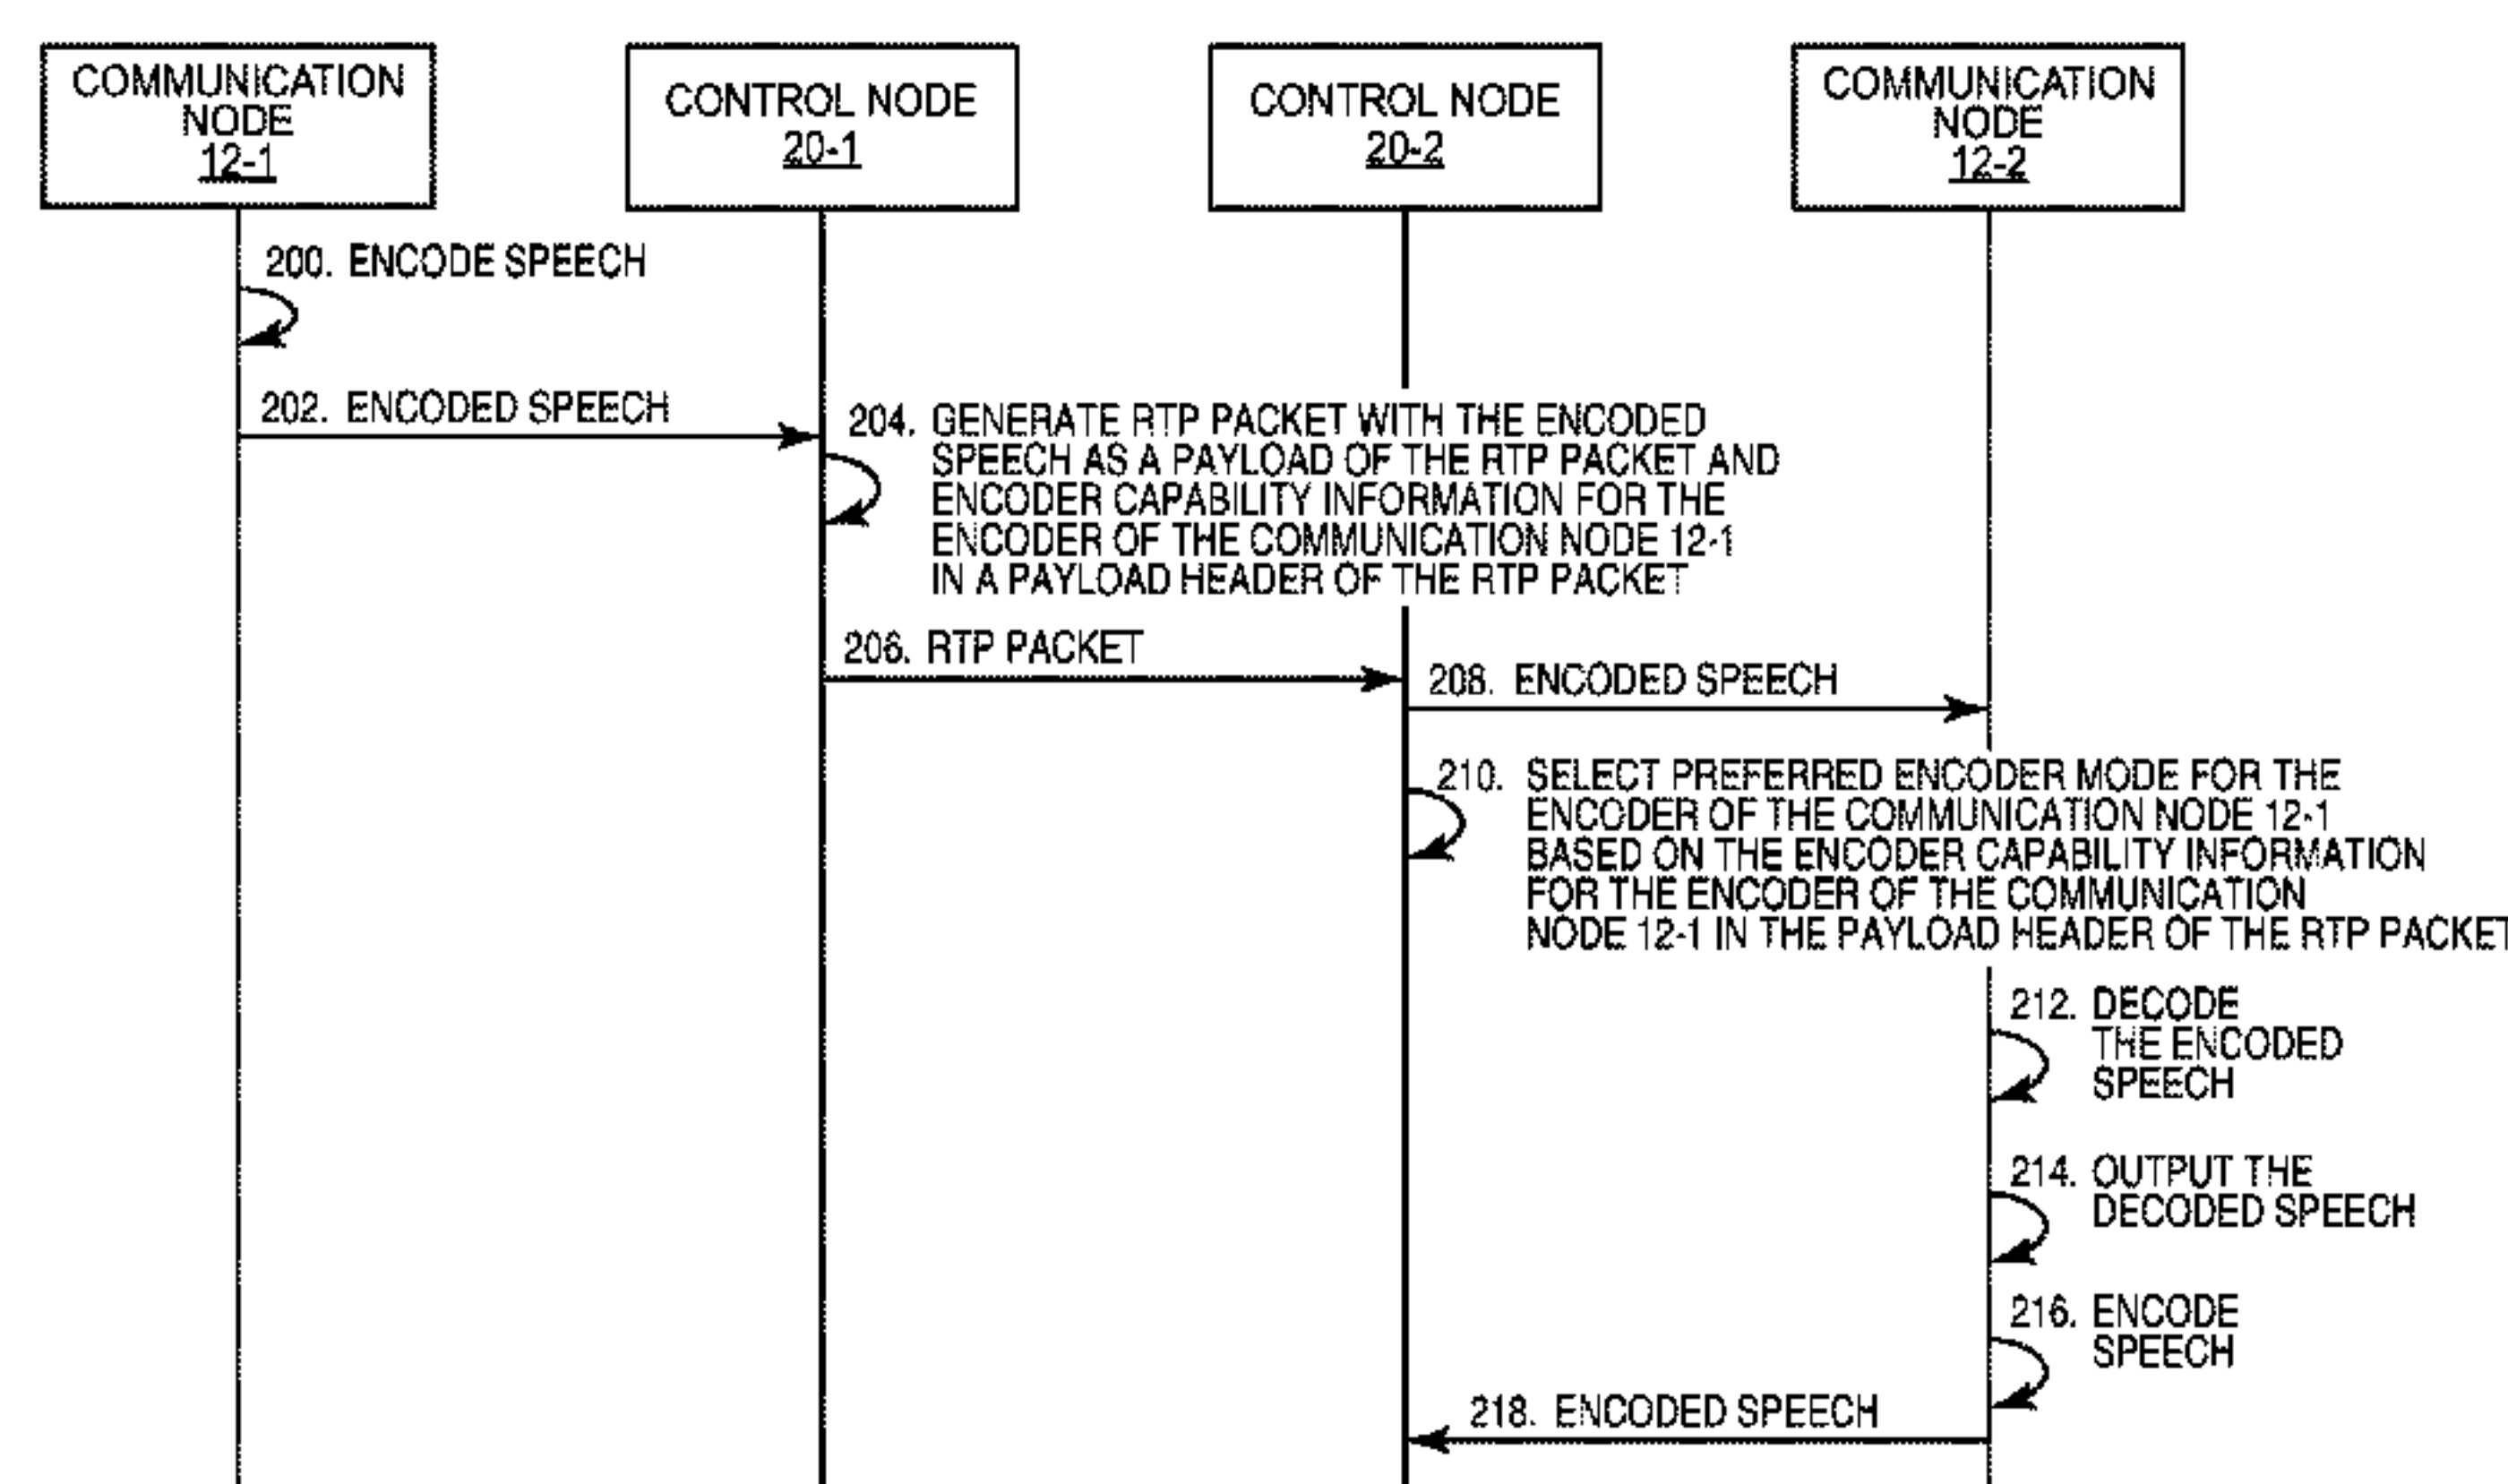 COMMUNICATION
NODE
12-1
CONTROL NODE
20-1
CONTROL NODE
20-2
COMMUNICATION
NODE
12-2
200. ENCODE SPEECH
202. ENCODED SPEECH
204. GENERATE RTP PACKET WITH THE ENCODED
SPEECH AS A PAYLOAD OF THE RTP PACKET AND
ENCODER CAPABILITY INFORMATION FOR THE
ENCODER OF THE COMMUNICATION NODE 12-1
IN A PAYLOAD HEADER OF THE RTP PACKET
206. RTP PACKET
208. ENCODED SPEECH
210. SELECT PREFERRED ENCODER MODE FOR THE
ENCODER OF THE COMMUNICATION NODE 12-1
BASED ON THE ENCODER CAPABILITY INFORMATION
FOR THE ENCODER OF THE COMMUNICATION
NODE 12-1 IN THE PAYLOAD HEADER OF THE RTP PACKET
212. DECODE
THE ENCODED
SPEECH
214. OUTPUT THE
DECODED SPEECH
216. ENCODE
SPEECH
218. ENCODED SPEECH